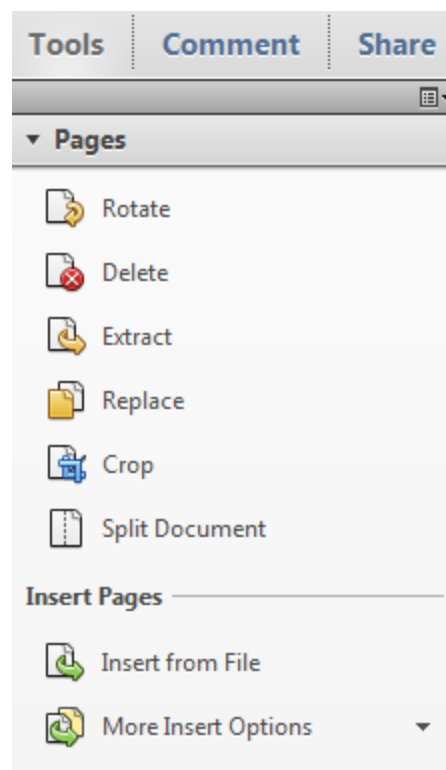 Tools Comment Share
Pages
Rotate
Delete
Extract
Replace
Crop
Split Document
Insert Pages
Insert from File
More Insert Options